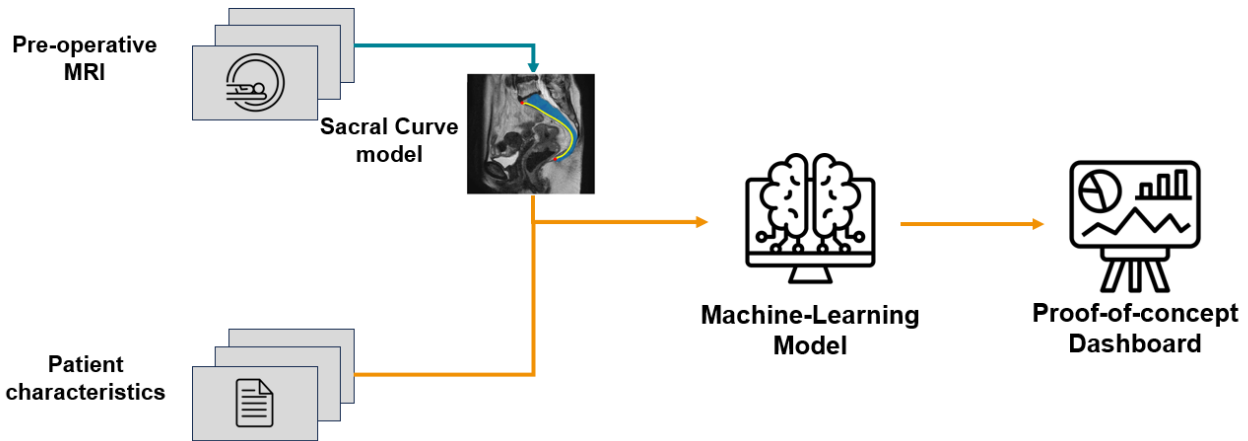 Pre-operative
MRI
Sacral Curve
model
Machine-Learning
Model
Proof-of-concept
Dashboard
Patient
characteristics